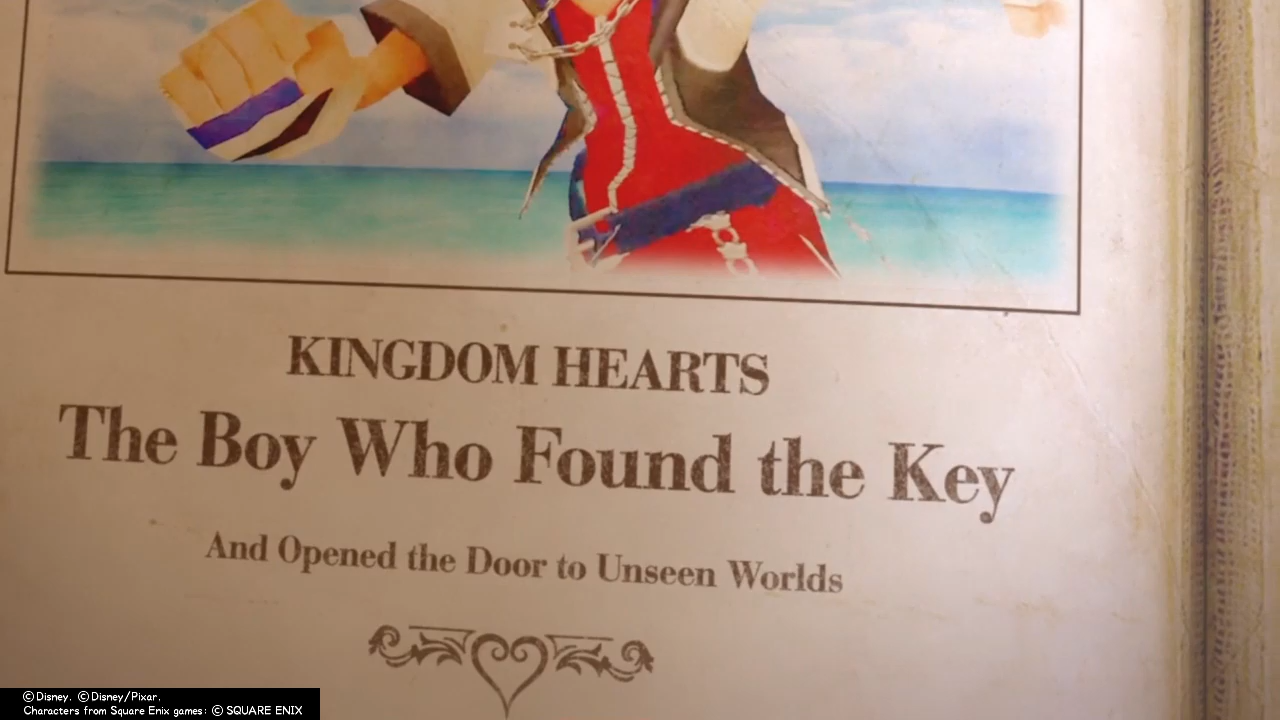 KINGDOM HEARTS
The Boy Who Found the Key
And Opened the Door to Unseen Worlds
© Disney. © Disney/Pixar.
Characters from Square Enix games: © SQUARE ENIX